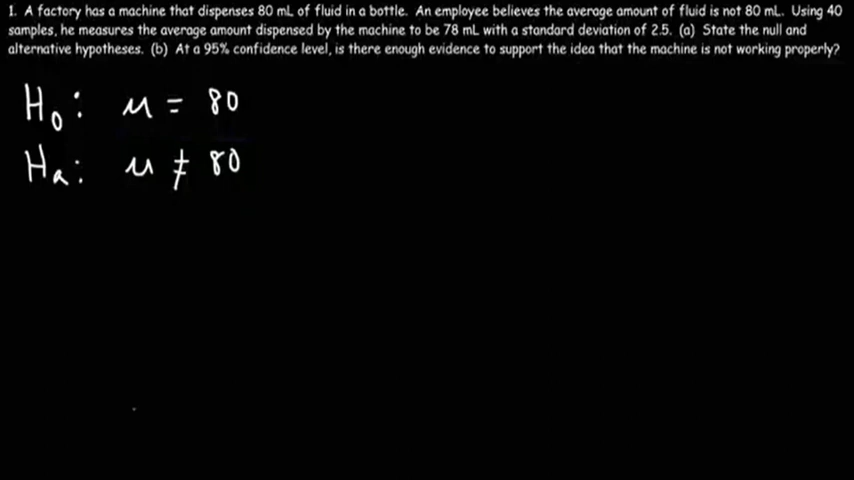 1. A factory has a machine that dispenses 80 mL of fluid in a bottle. An employee believes the average amount of fluid is not 80 mL. Using 40
samples, he measures the average amount dispensed by the machine to be 78 mL with a standard deviation of 2.5. (a) State the null and
alternative hypotheses. (b) At a 95% confidence level, is there enough evidence to support the idea that the machine is not working properly?
H₀: μ = 80
Hₐ: μ ≠ 80